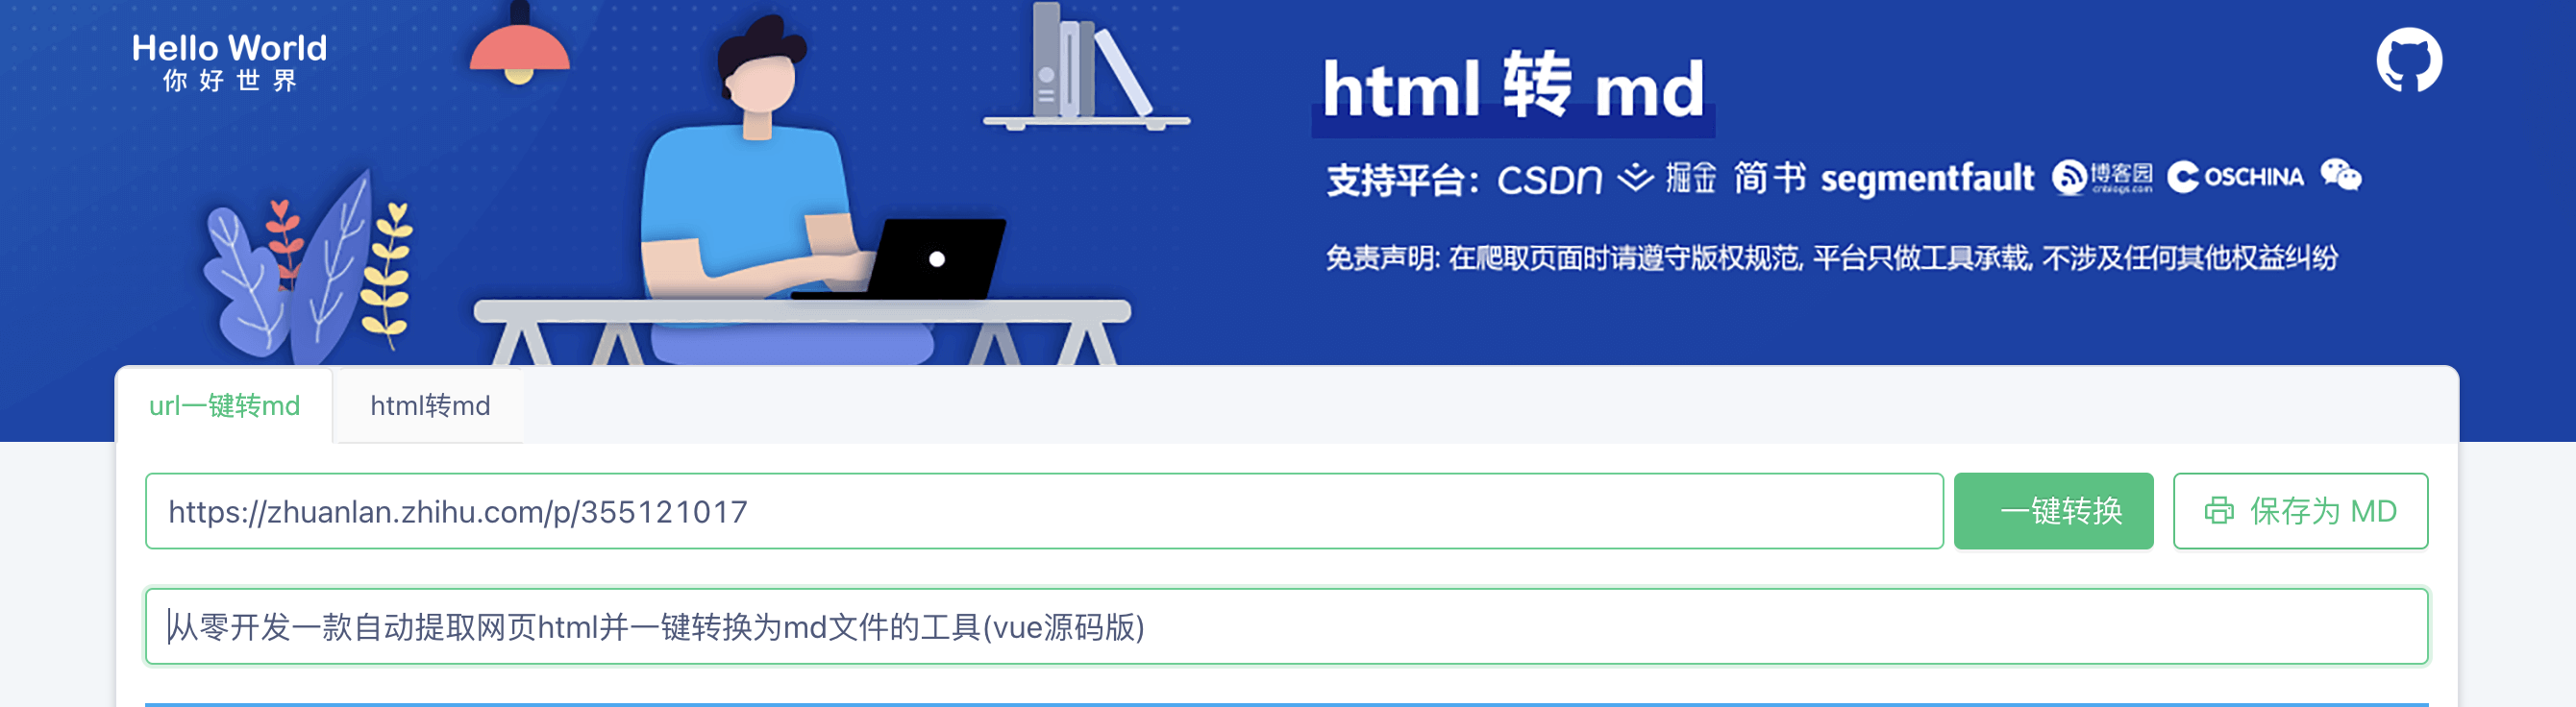 Hello World
你好世界
html 转 md
支持平台: CSDN 掘金 简书 segmentfault 博客园 cnblogs.com OSCHINA
免责声明: 在爬取页面时请遵守版权规范, 平台只做工具承载, 不涉及任何其他权益纠纷
url一键转md html转md
https://zhuanlan.zhihu.com/p/355121017 一键转换 保存为 MD
从零开发一款自动提取网页html并一键转换为md文件的工具(vue源码版)